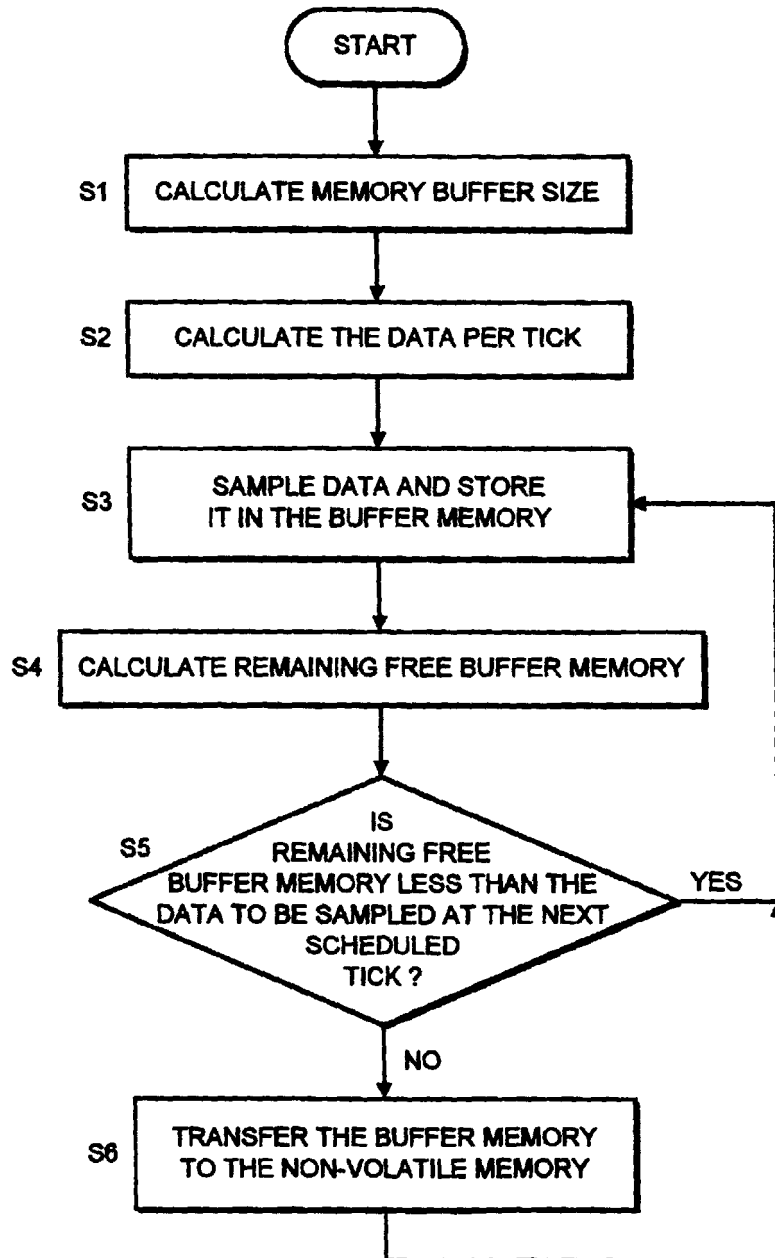 START
S1
CALCULATE MEMORY BUFFER SIZE
S2
CALCULATE THE DATA PER TICK
S3
SAMPLE DATA AND STORE
IT IN THE BUFFER MEMORY
S4
CALCULATE REMAINING FREE BUFFER MEMORY
S5
IS
REMAINING FREE
BUFFER MEMORY LESS THAN THE
DATA TO BE SAMPLED AT THE NEXT
SCHEDULED
TICK ?
YES
NO
S6
TRANSFER THE BUFFER MEMORY
TO THE NON-VOLATILE MEMORY